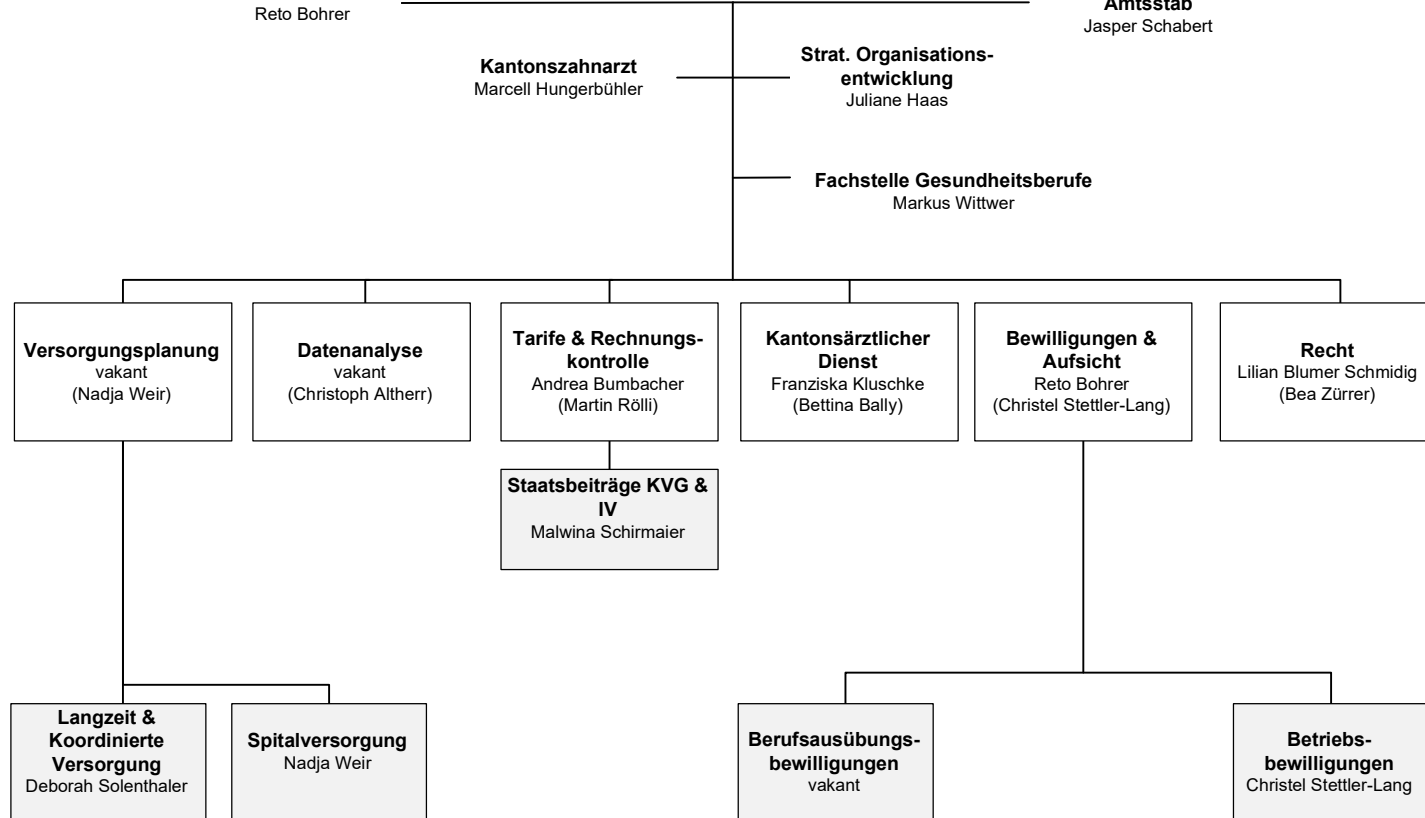 Reto Bohrer
Amtsstab
Jasper Schabert
Kantonszahnarzt
Marcell Hungerbühler
Strat. Organisations-
entwicklung
Juliane Haas
Fachstelle Gesundheitsberufe
Markus Wittwer
Versorgungsplanung
vakant
(Nadja Weir)
Datenanalyse
vakant
(Christoph Altherr)
Tarife & Rechnungs-
kontrolle
Andrea Bumbacher
(Martin Rölli)
Kantonsärztlicher
Dienst
Franziska Kluschke
(Bettina Bally)
Bewilligungen &
Aufsicht
Reto Bohrer
(Christel Stettler-Lang)
Recht
Lilian Blumer Schmidig
(Bea Zürrer)
Staatsbeiträge KVG &
IV
Malwina Schirmaier
Langzeit &
Koordinierte
Versorgung
Deborah Solenthaler
Spitalversorgung
Nadja Weir
Berufsausübungs-
bewilligungen
vakant
Betriebs-
bewilligungen
Christel Stettler-Lang